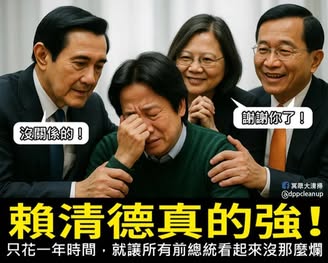 沒關係的！
謝謝你了！
f 冥眾大清掃
@dppcleanup
賴清德真的強！
只花一年時間，就讓所有前總統看起來沒那麼爛